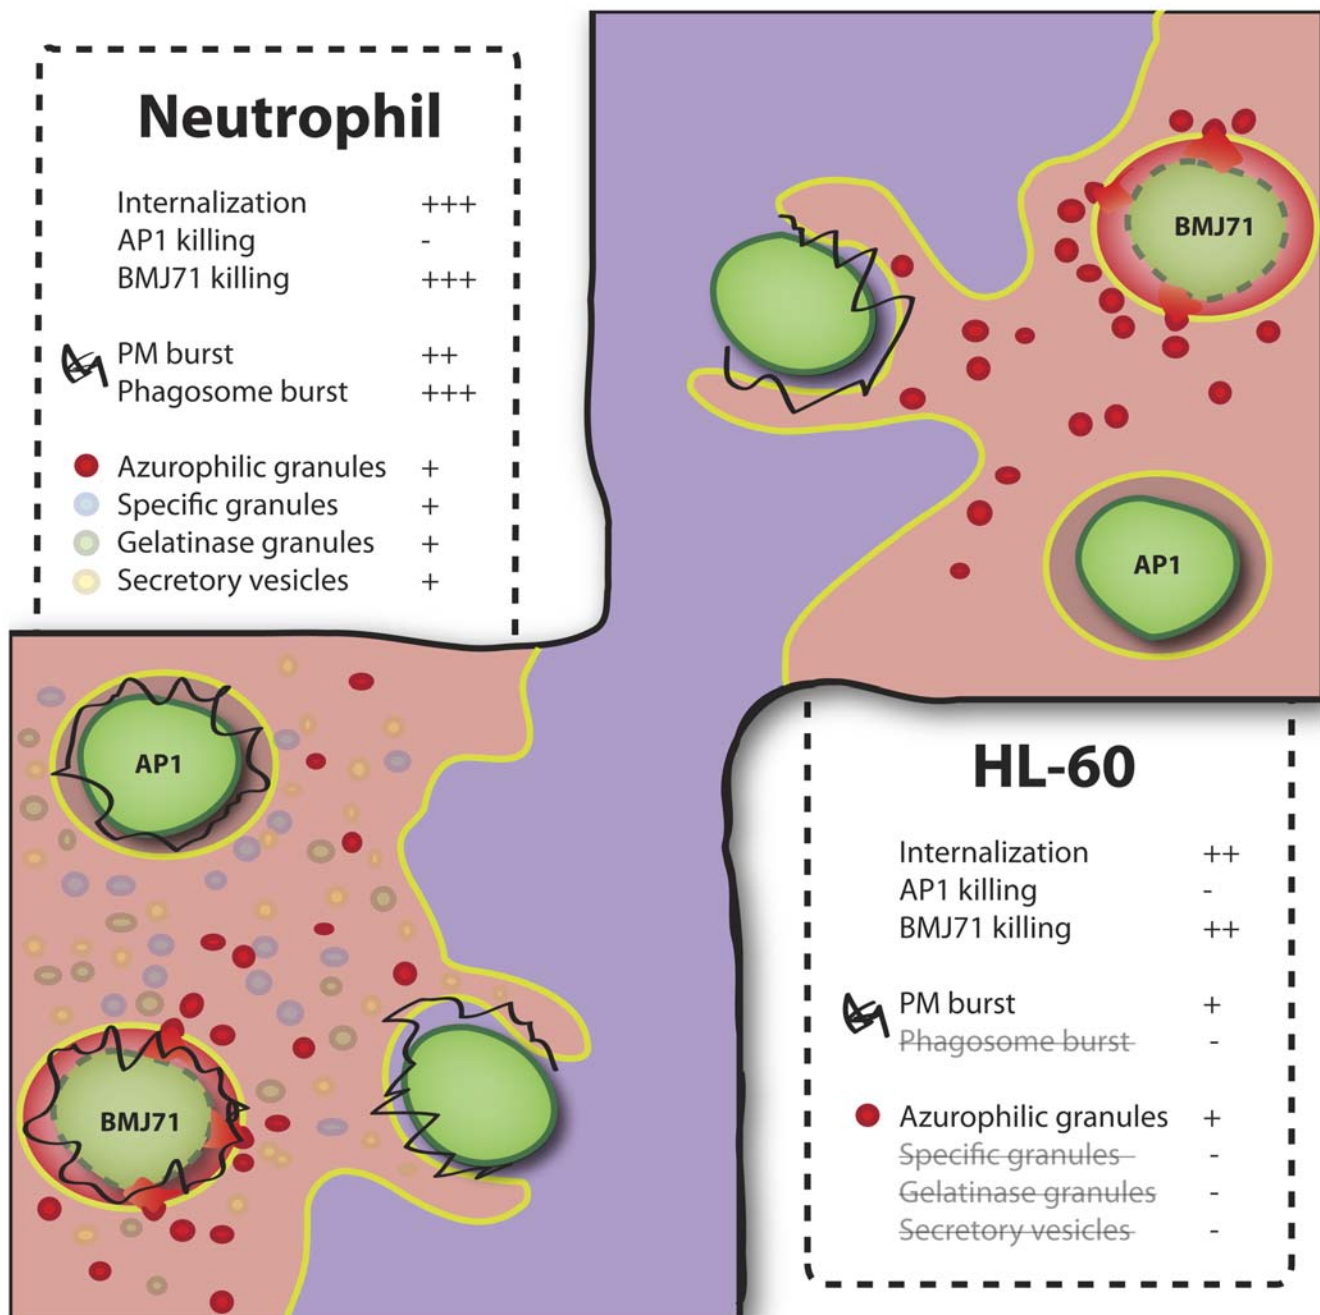 Neutrophil
Internalization +++
AP1 killing -
BMJ71 killing +++
PM burst ++
Phagosome burst +++
Azurophilic granules +
Specific granules +
Gelatinase granules +
Secretory vesicles +
BMJ71
AP1
AP1
BMJ71
HL-60
Internalization ++
AP1 killing -
BMJ71 killing ++
PM burst +
Phagosome burst -
Azurophilic granules +
Specific granules -
Gelatinase granules -
Secretory vesicles -